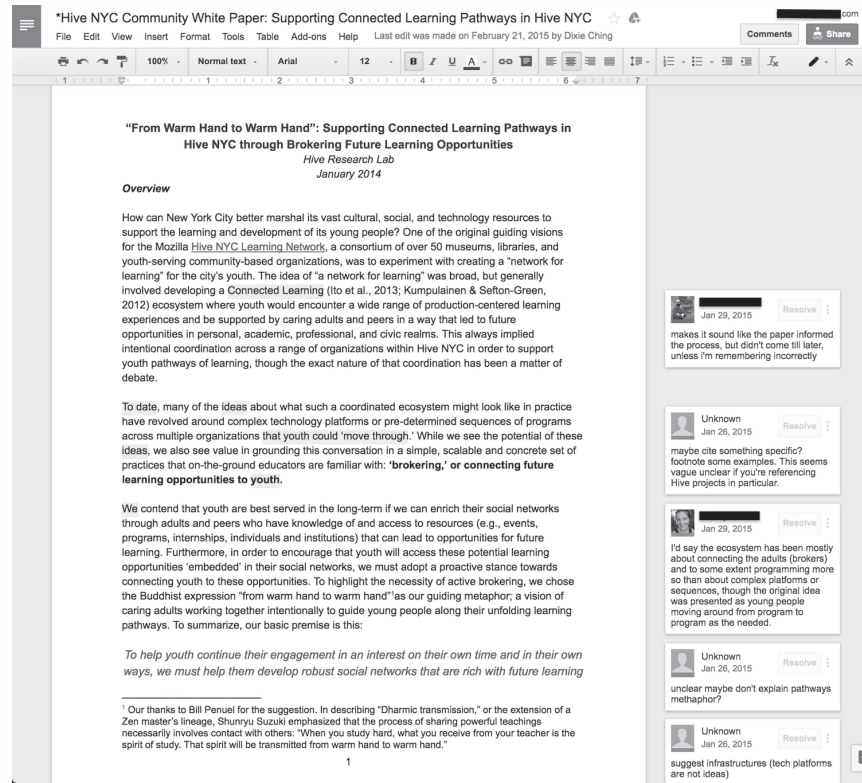 *Hive NYC Community White Paper: Supporting Connected Learning Pathways in Hive NYC
.com
File Edit View Insert Format Tools Table Add-ons Help Last edit was made on February 21, 2015 by Dixie Ching
Comments Share
100% Normal text Arial 12 B I U A
1 1 2 3 4 5 6 7
“From Warm Hand to Warm Hand”: Supporting Connected Learning Pathways in
Hive NYC through Brokering Future Learning Opportunities
Hive Research Lab
January 2014
Overview
How can New York City better marshal its vast cultural, social, and technology resources to
support the learning and development of its young people? One of the original guiding visions
for the Mozilla Hive NYC Learning Network, a consortium of over 50 museums, libraries, and
youth-serving community-based organizations, was to experiment with creating a “network for
learning” for the city's youth. The idea of “a network for learning” was broad, but generally
involved developing a Connected Learning (Ito et al., 2013; Kumpulainen & Sefton-Green,
2012) ecosystem where youth would encounter a wide range of production-centered learning
experiences and be supported by caring adults and peers in a way that led to future
opportunities in personal, academic, professional, and civic realms. This always implied
intentional coordination across a range of organizations within Hive NYC in order to support
youth pathways of learning, though the exact nature of that coordination has been a matter of
debate.
To date, many of the ideas about what such a coordinated ecosystem might look like in practice
have revolved around complex technology platforms or pre-determined sequences of programs
across multiple organizations that youth could ‘move through.’ While we see the potential of these
ideas, we also see value in grounding this conversation in a simple, scalable and concrete set of
practices that on-the-ground educators are familiar with: ‘brokering,’ or connecting future
learning opportunities to youth.
We contend that youth are best served in the long-term if we can enrich their social networks
through adults and peers who have knowledge of and access to resources (e.g., events,
programs, internships, individuals and institutions) that can lead to opportunities for future
learning. Furthermore, in order to encourage that youth will access these potential learning
opportunities ‘embedded’ in their social networks, we must adopt a proactive stance towards
connecting youth to these opportunities. To highlight the necessity of active brokering, we chose
the Buddhist expression “from warm hand to warm hand”¹as our guiding metaphor; a vision of
caring adults working together intentionally to guide young people along their unfolding learning
pathways. To summarize, our basic premise is this:
To help youth continue their engagement in an interest on their own time and in their own
ways, we must help them develop robust social networks that are rich with future learning
¹ Our thanks to Bill Penuel for the suggestion. In describing “Dharmic transmission,” or the extension of a
Zen master's lineage, Shunryu Suzuki emphasized that the process of sharing powerful teachings
necessarily involves contact with others: “When you study hard, what you receive from your teacher is the
spirit of study. That spirit will be transmitted from warm hand to warm hand.”
1
Jan 29, 2015 Resolve
makes it sound like the paper informed
the process, but didn't come till later,
unless i'm remembering incorrectly
Unknown
Jan 26, 2015 Resolve
maybe cite something specific?
footnote some examples. This seems
vague unclear if you're referencing
Hive projects in particular.
Jan 29, 2015 Resolve
I'd say the ecosystem has been mostly
about connecting the adults (brokers)
and to some extent programming more
so than about complex platforms or
sequences, though the original idea
was presented as young people
moving around from program to
program as the needed.
Unknown
Jan 26, 2015 Resolve
unclear maybe don't explain pathways
methaphor?
Unknown
Jan 26, 2015 Resolve
suggest infrastructures (tech platforms
are not ideas)